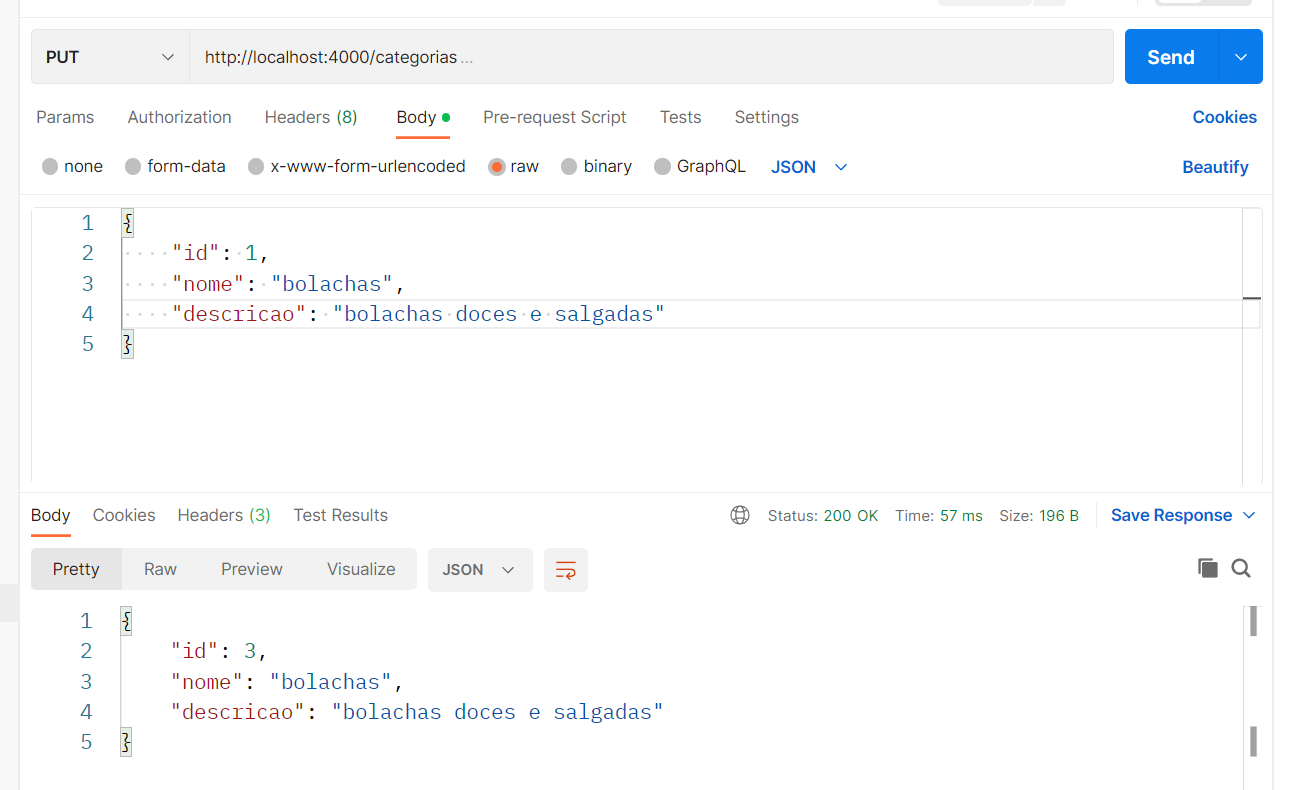 PUT http://localhost:4000/categorias ... Send
Params Authorization Headers (8) Body Pre-request Script Tests Settings Cookies
none form-data x-www-form-urlencoded raw binary GraphQL JSON Beautify
1 {
2 "id": 1,
3 "nome": "bolachas",
4 "descricao": "bolachas doces e salgadas"
5 }
Body Cookies Headers (3) Test Results Status: 200 OK Time: 57 ms Size: 196 B Save Response
Pretty Raw Preview Visualize JSON
1 {
2 "id": 3,
3 "nome": "bolachas",
4 "descricao": "bolachas doces e salgadas"
5 }